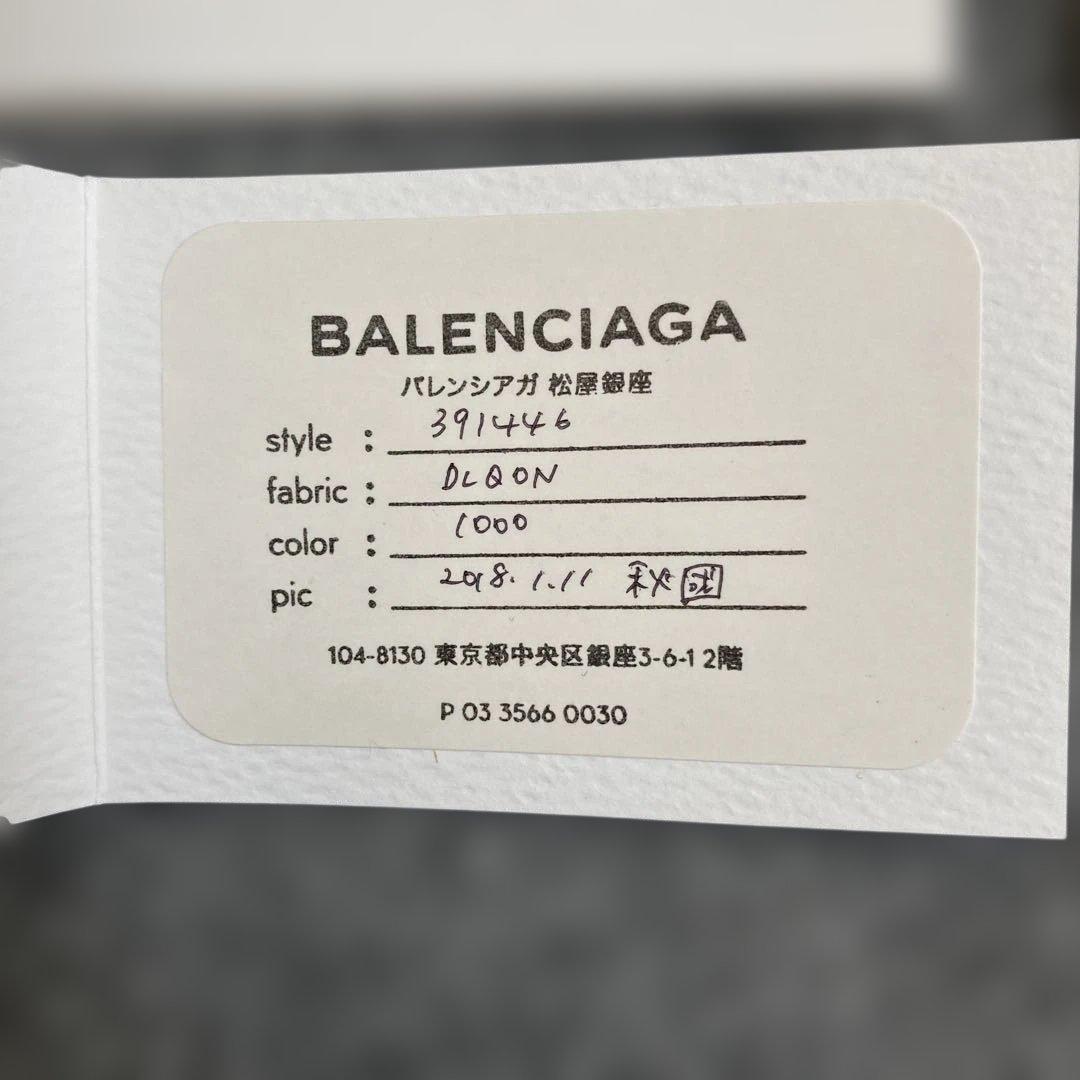 BALENCIAGA
バレンシアガ 松屋銀座
style : 391446
fabric : DLQ0N
color : 1000
pic : 2018.1.11
104-8130 東京都中央区銀座3-6-1 2階
P 03 3566 0030